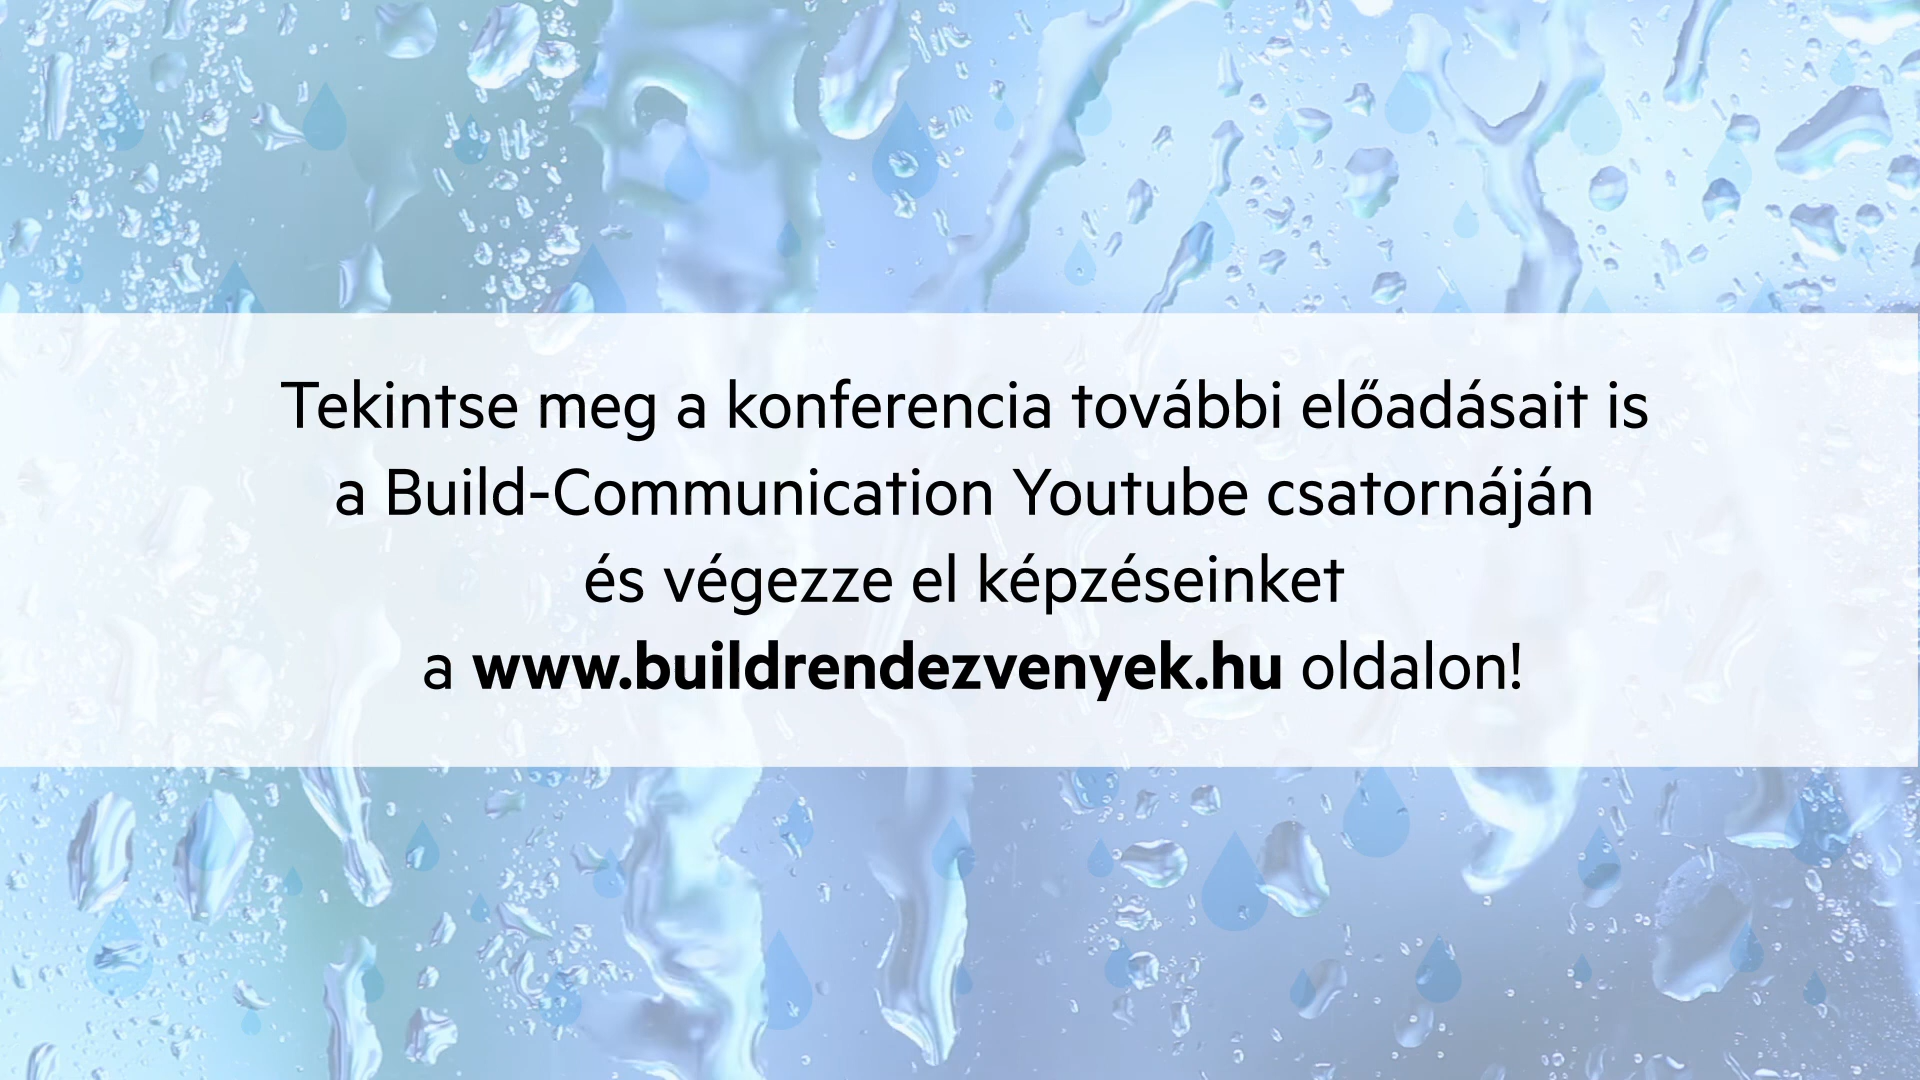 Tekintse meg a konferencia további előadásait is
a Build-Communication Youtube csatornáján
és végezze el képzéseinket
a www.buildrendezvenyek.hu oldalon!